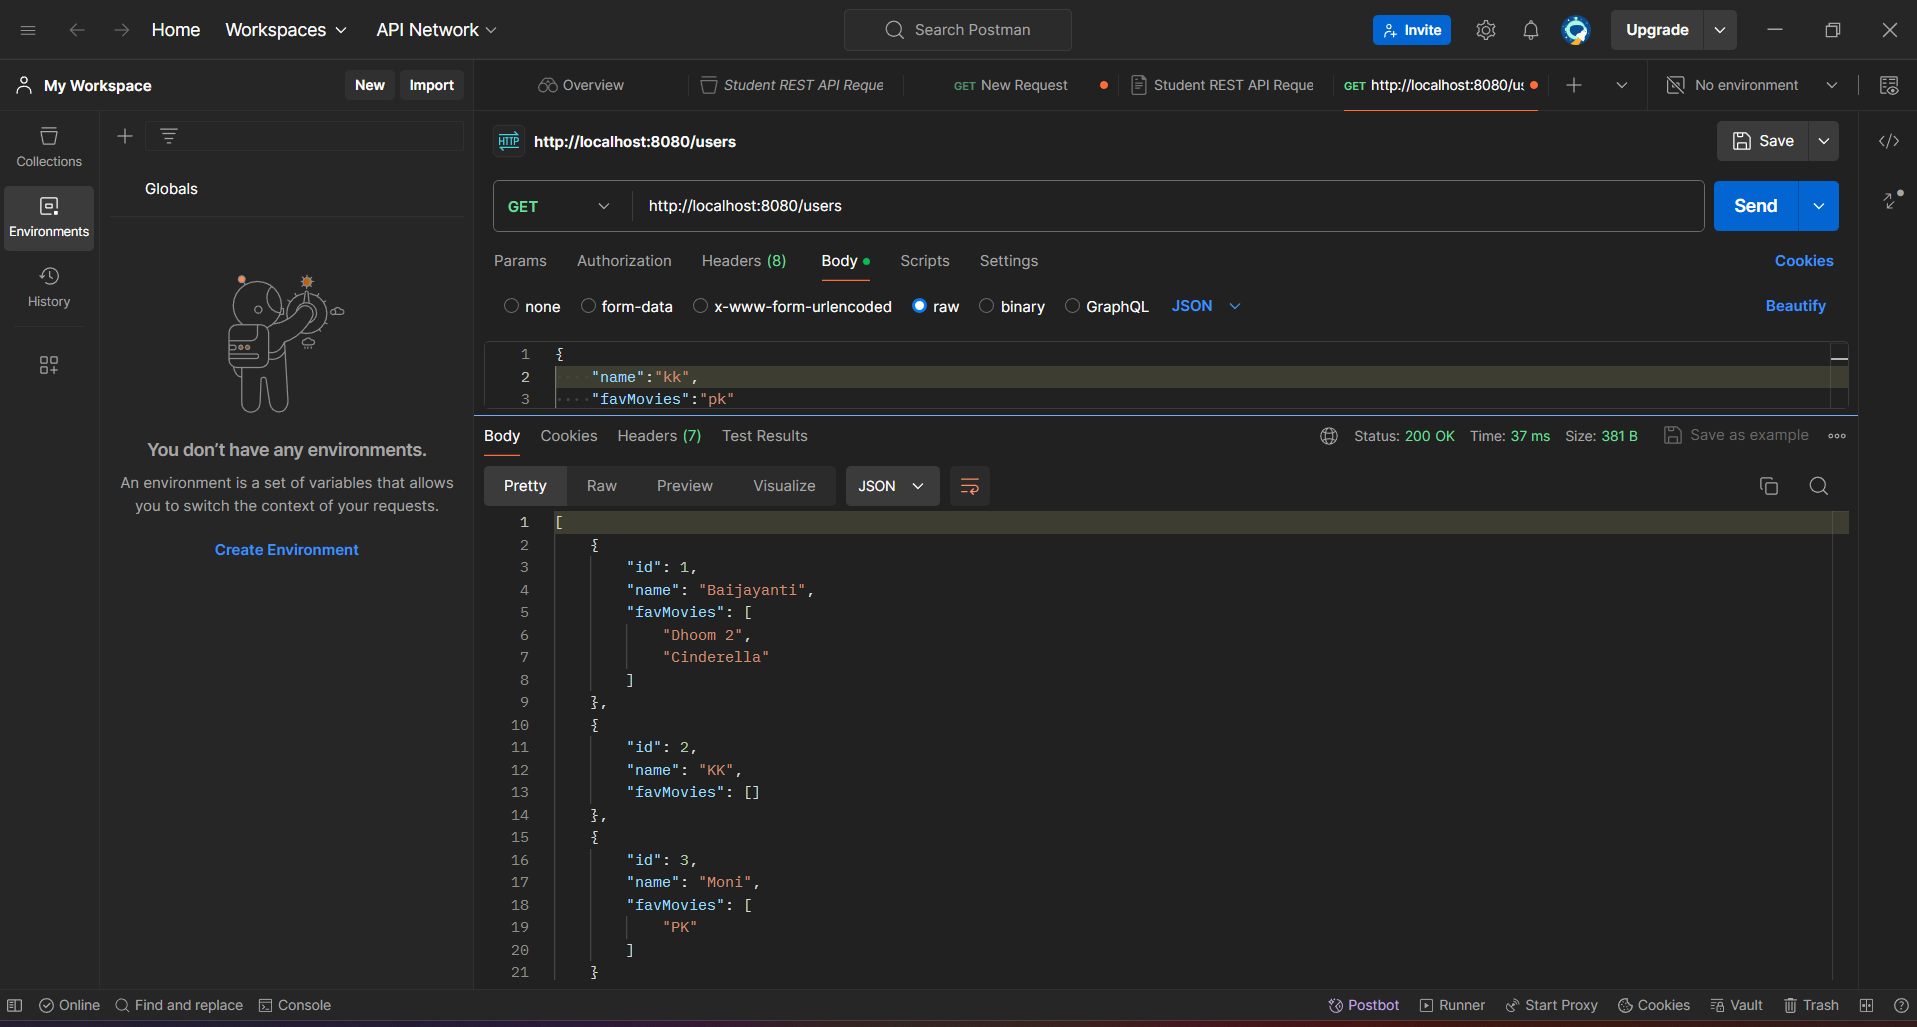 Home Workspaces API Network Search Postman Invite Upgrade
My Workspace New Import Overview Student REST API Reque GET New Request Student REST API Reque GET http://localhost:8080/us No environment
Collections
Environments
History
Globals
You don't have any environments.
An environment is a set of variables that allows
you to switch the context of your requests.
Create Environment
HTTP http://localhost:8080/users Save
GET http://localhost:8080/users Send
Params Authorization Headers (8) Body Scripts Settings Cookies
none form-data x-www-form-urlencoded raw binary GraphQL JSON Beautify
1 {
2 "name":"kk",
3 "favMovies":"pk"
Body Cookies Headers (7) Test Results Status: 200 OK Time: 37 ms Size: 381 B Save as example
Pretty Raw Preview Visualize JSON
1 [
2 {
3 "id": 1,
4 "name": "Baijayanti",
5 "favMovies": [
6 "Dhoom 2",
7 "Cinderella"
8 ]
9 },
10 {
11 "id": 2,
12 "name": "KK",
13 "favMovies": []
14 },
15 {
16 "id": 3,
17 "name": "Moni",
18 "favMovies": [
19 "PK"
20 ]
21 }
Online Find and replace Console Postbot Runner Start Proxy Cookies Vault Trash